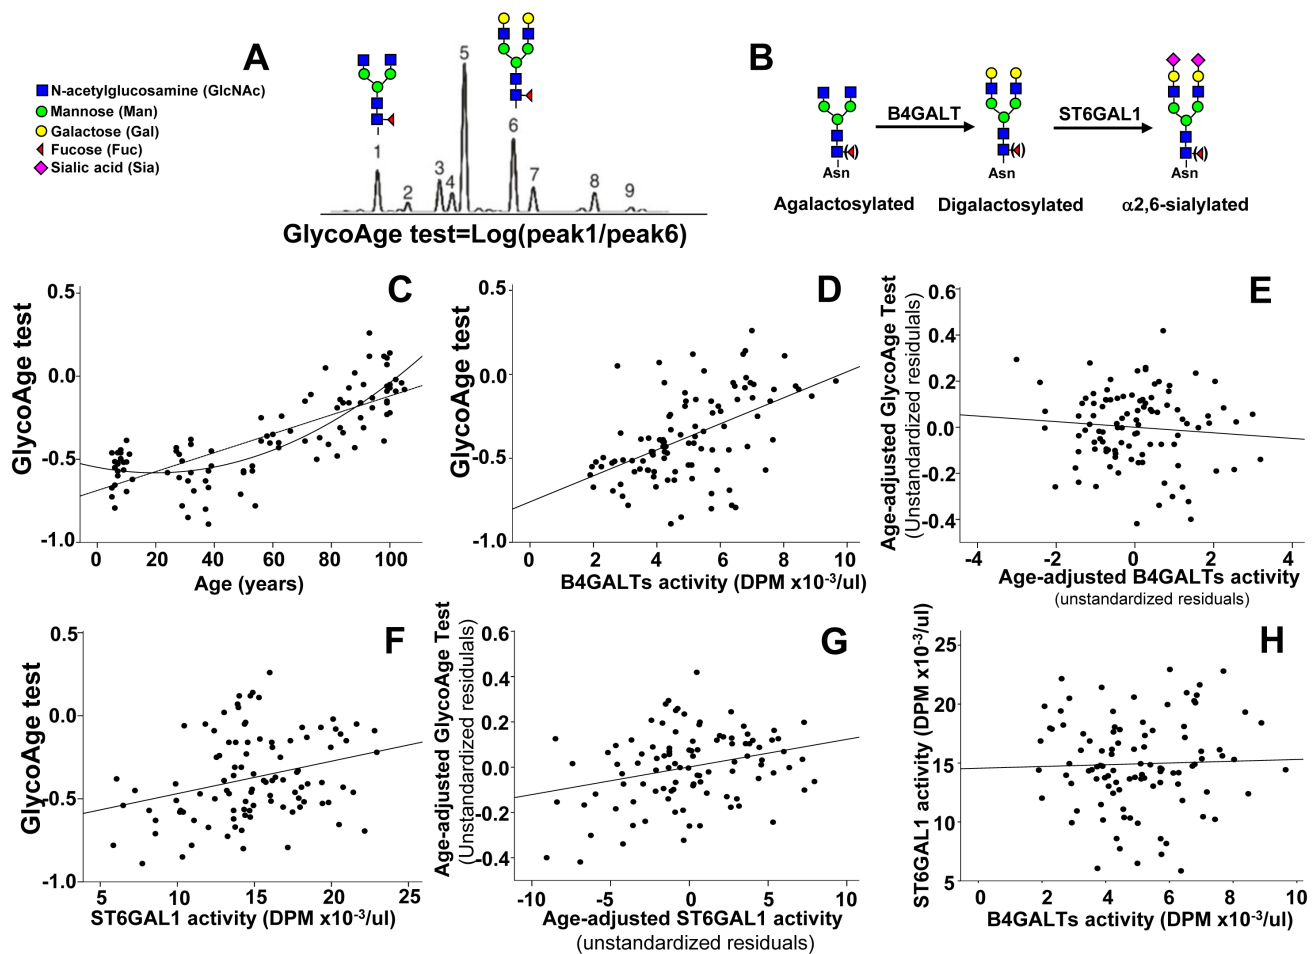 A
N-acetylglucosamine (GlcNAc)
Mannose (Man)
Galactose (Gal)
Fucose (Fuc)
Sialic acid (Sia)
1
2
3
4
5
6
7
8
9
GlycoAge test=Log(peak1/peak6)
B
B4GALT
ST6GAL1
( )
( )
( )
Asn
Asn
Asn
Agalactosylated
Digalactosylated
α2,6-sialylated
C
GlycoAge test
0.5
0.0
-0.5
-1.0
0 20 40 60 80 100
Age (years)
D
GlycoAge test
0.5
0.0
-0.5
-1.0
0 2 4 6 8 10
B4GALTs activity (DPM x10-3/ul)
E
Age-adjusted GlycoAge Test
(Unstandardized residulals)
0.6
0.4
0.2
0.0
-0.2
-0.4
-4 -2 0 2 4
Age-adjusted B4GALTs activity
(unstandardized residuals)
F
GlycoAge test
0.5
0.0
-0.5
-1.0
5 10 15 20 25
ST6GAL1 activity (DPM x10-3/ul)
G
Age-adjusted GlycoAge Test
(Unstandardized residuals)
0.6
0.4
0.2
0.0
-0.2
-0.4
-10 -5 0 5 10
Age-adjusted ST6GAL1 activity
(unstandardized residuals)
H
ST6GAL1 activity (DPM x10-3/ul)
25
20
15
10
5
0 2 4 6 8 10
B4GALTs activity (DPM x10-3/ul)